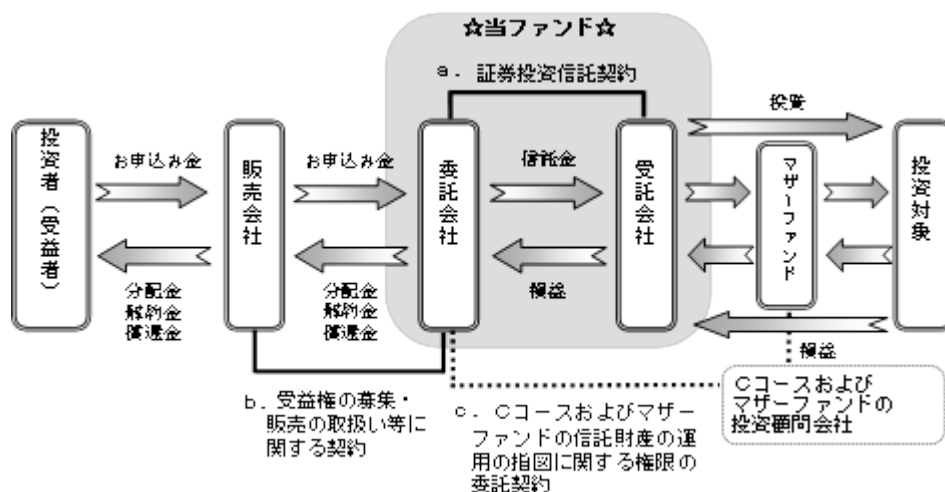 ☆当ファンド☆
a．証券投資信託契約
投資者（受益者）
お申込み金
分配金
解約金
償還金
販売会社
お申込み金
分配金
解約金
償還金
委託会社
信託金
損益
受託会社
投資
マザーファンド
損益
投資対象
b．受益権の募集・
販売の取扱い等に
関する契約
c．Cコースおよびマザー
ファンドの信託財産の運
用の指図に関する権限の
委託契約
Cコースおよび
マザーファンドの
投資顧問会社